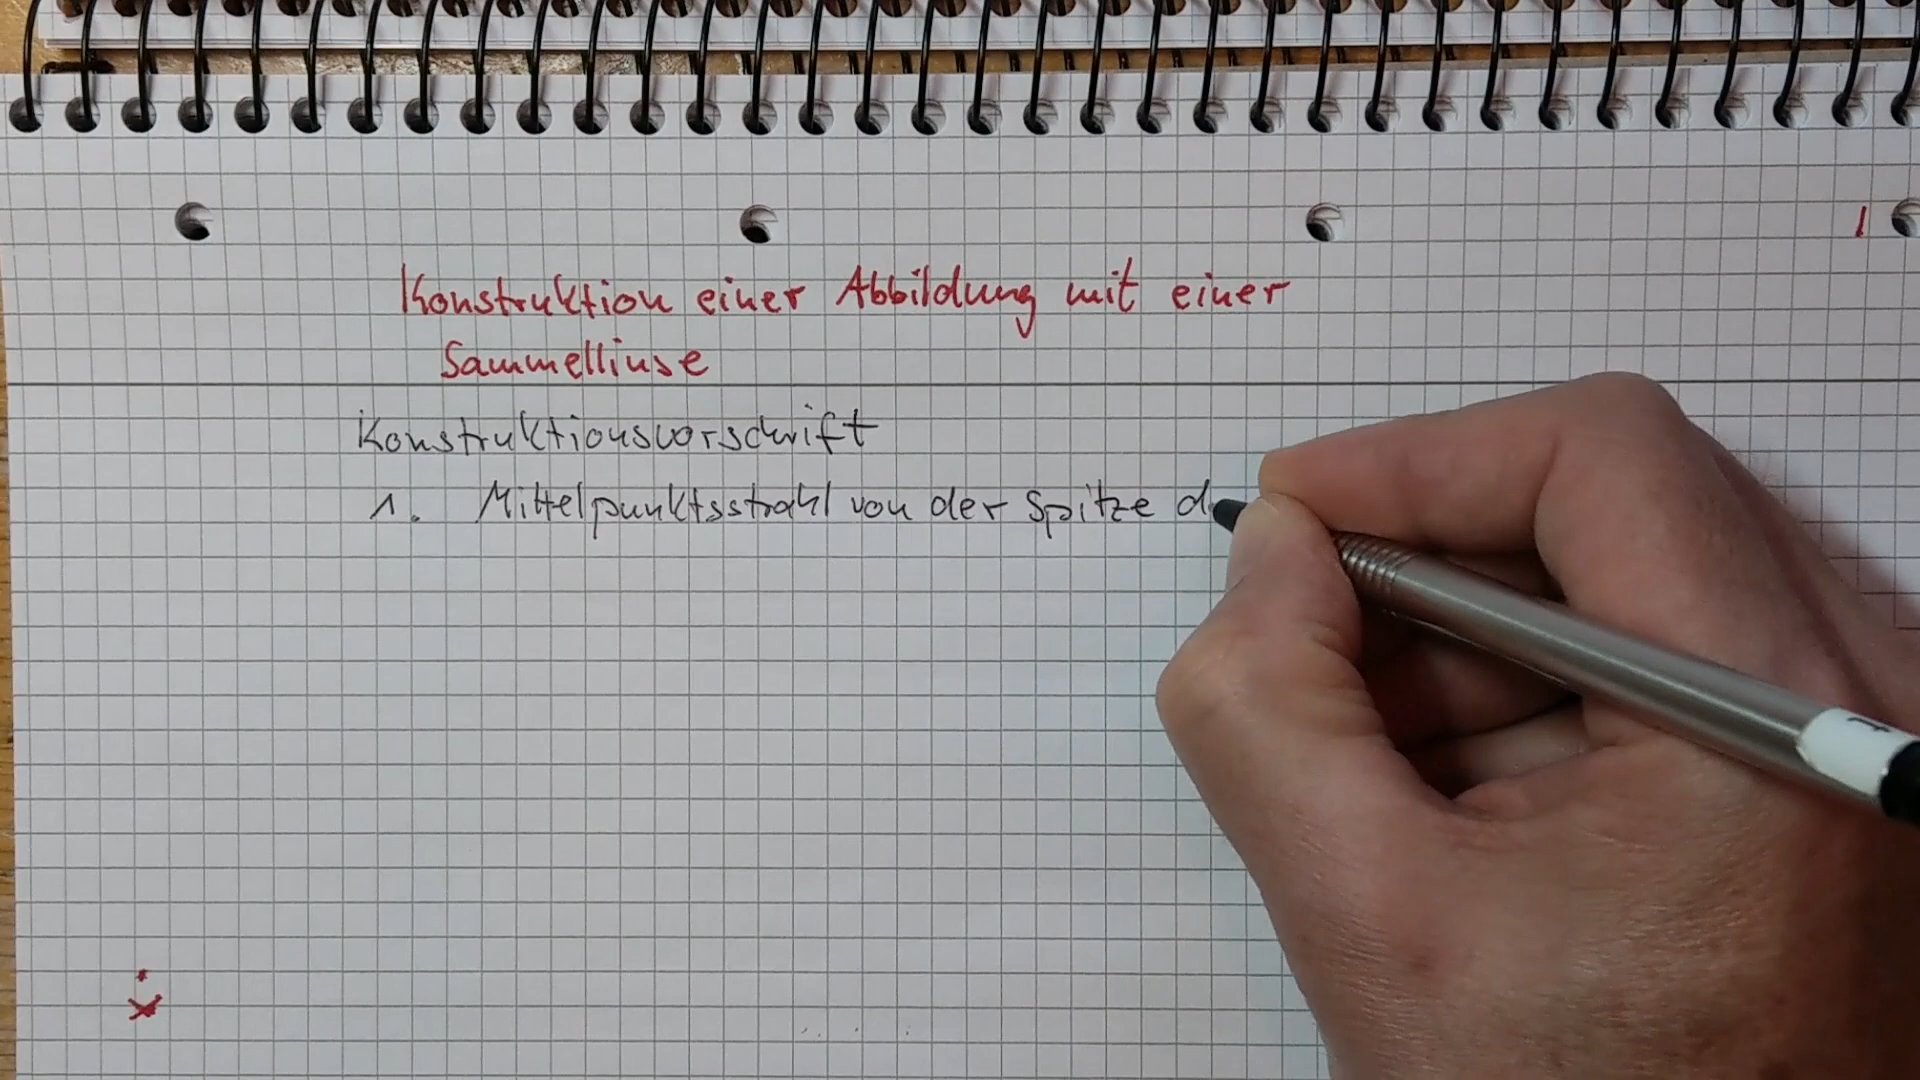 Konstruktion einer Abbildung mit einer
Sammellinse
Konstruktionsvorschrift
1. Mittelpunktsstrahl von der Spitze d